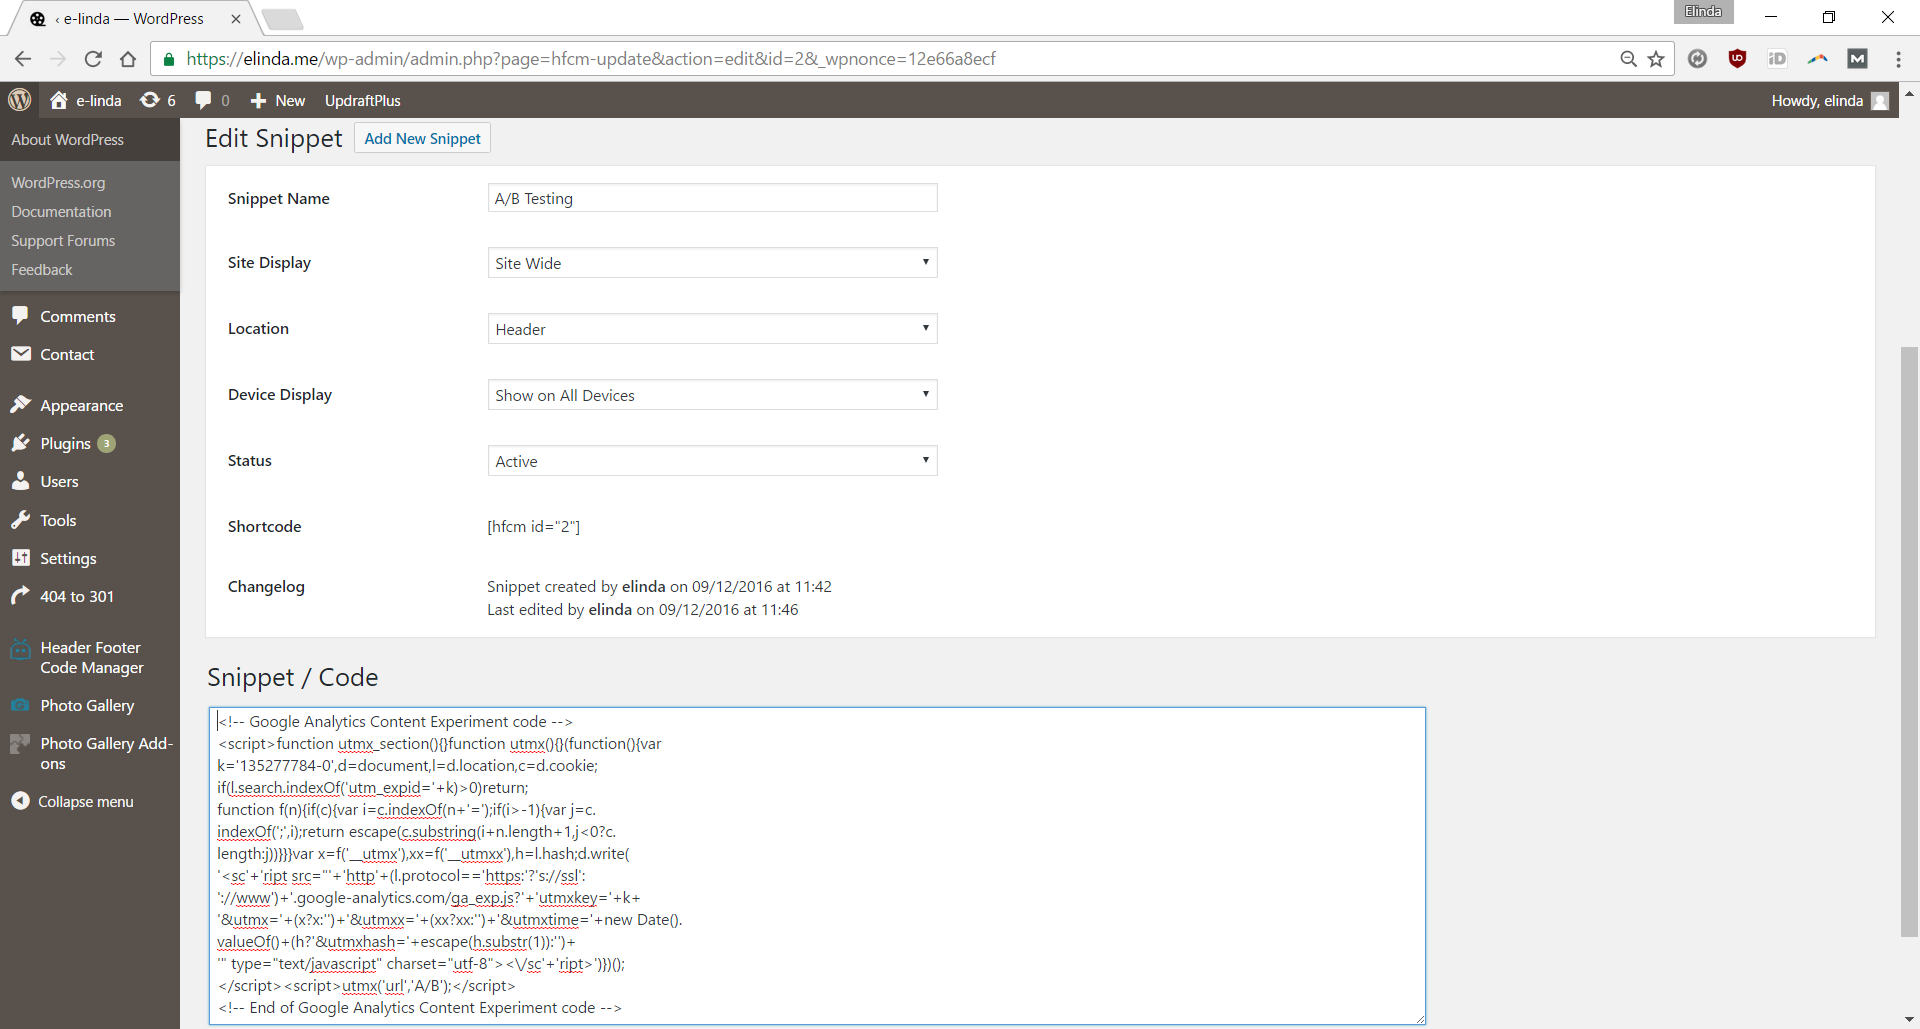 ‹ e-linda — WordPress
Elinda
https://elinda.me/wp-admin/admin.php?page=hfcm-update&action=edit&id=2&_wpnonce=12e66a8ecf
e-linda 6 0 New UpdraftPlus Howdy, elinda
About WordPress
WordPress.org
Documentation
Support Forums
Feedback
Comments
Contact
Appearance
Plugins 3
Users
Tools
Settings
404 to 301
Header Footer
Code Manager
Photo Gallery
Photo Gallery Add-
ons
Collapse menu
Edit Snippet Add New Snippet
Snippet Name A/B Testing
Site Display Site Wide
Location Header
Device Display Show on All Devices
Status Active
Shortcode [hfcm id="2"]
Changelog Snippet created by elinda on 09/12/2016 at 11:42
Last edited by elinda on 09/12/2016 at 11:46
Snippet / Code
<!-- Google Analytics Content Experiment code -->
<script>function utmx_section(){}function utmx(){}(function(){var
k='135277784-0',d=document,l=d.location,c=d.cookie;
if(l.search.indexOf('utm_expid='+k)>0)return;
function f(n){if(c){var i=c.indexOf(n+'=');if(i>-1){var j=c.
indexOf(';',i);return escape(c.substring(i+n.length+1,j<0?c.
length:j))}}}var x=f('__utmx'),xx=f('__utmxx'),h=l.hash;d.write(
'<sc'+'ript src="'+'http'+(l.protocol=='https:'?'s://ssl':
'://www')+'.google-analytics.com/ga_exp.js?'+'utmxkey='+k+
'&utmx='+(x?x:'')+'&utmxx='+(xx?xx:'')+'&utmxtime='+new Date().
valueOf()+(h?'&utmxhash='+escape(h.substr(1)):'')+
'" type="text/javascript" charset="utf-8"><\/sc'+'ript>')})();
</script><script>utmx('url','A/B');</script>
<!-- End of Google Analytics Content Experiment code -->